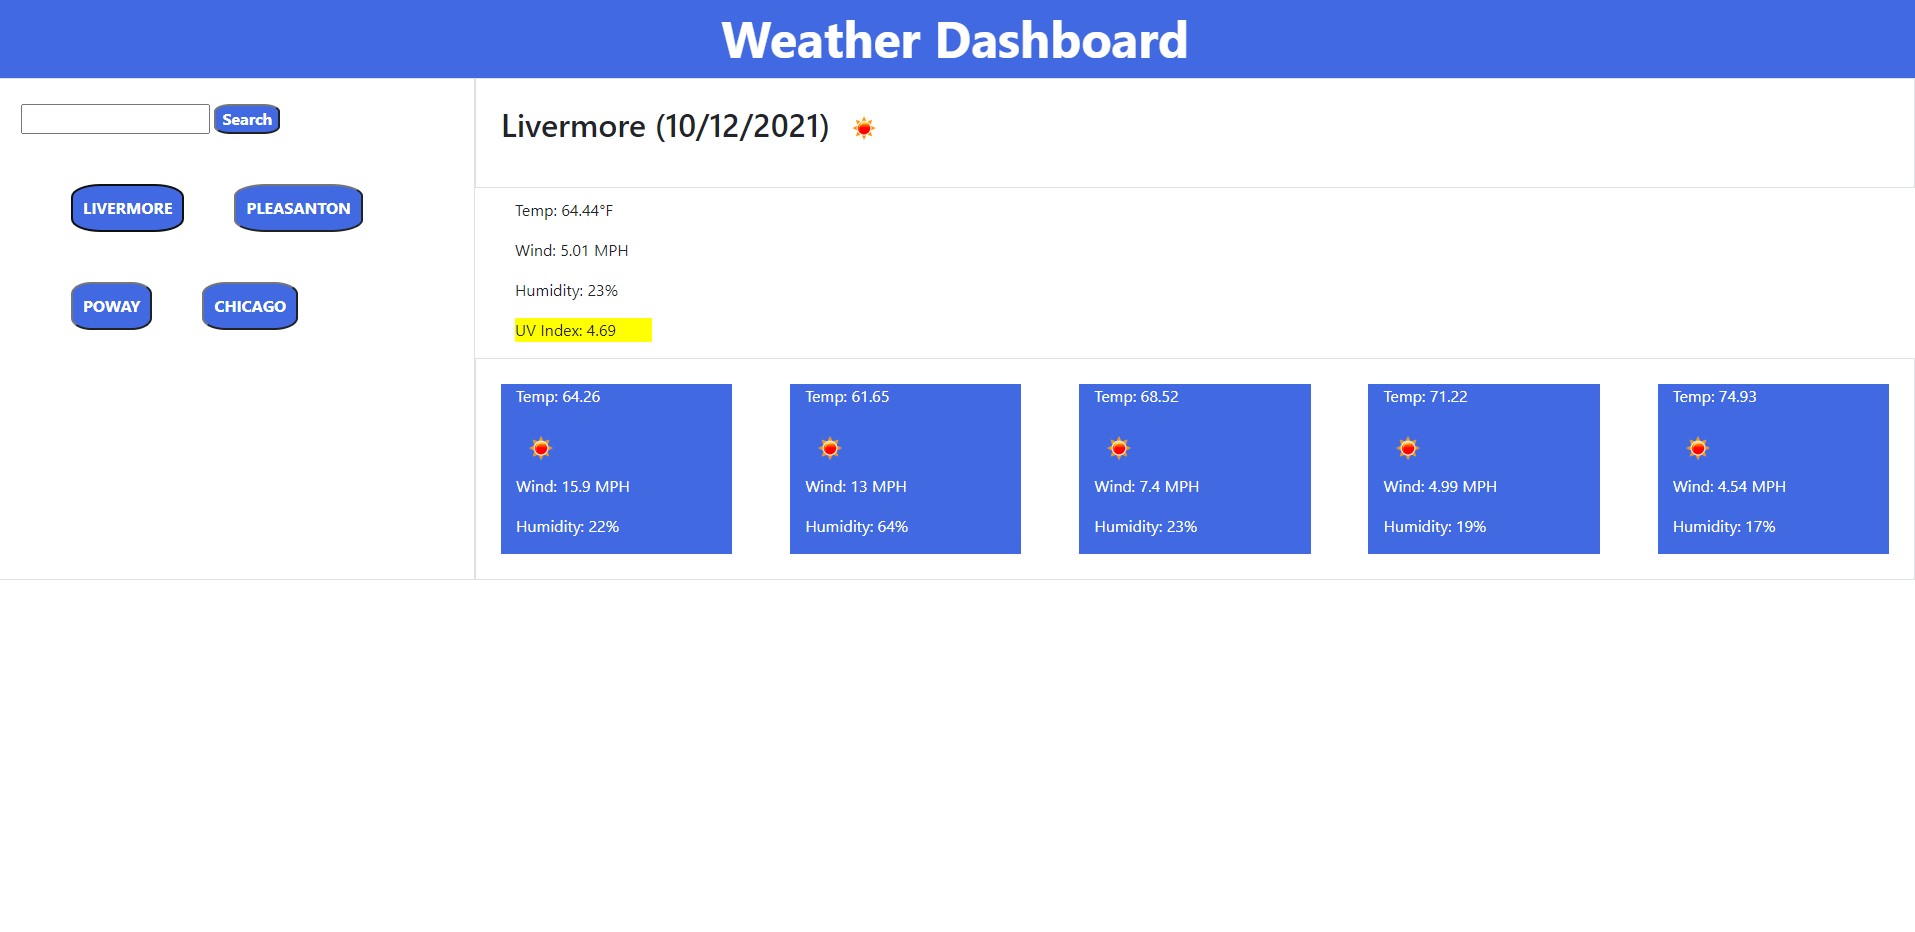 Weather Dashboard
Search
LIVERMORE PLEASANTON
POWAY CHICAGO
Livermore (10/12/2021)
Temp: 64.44°F
Wind: 5.01 MPH
Humidity: 23%
UV Index: 4.69
Temp: 64.26
Wind: 15.9 MPH
Humidity: 22%
Temp: 61.65
Wind: 13 MPH
Humidity: 64%
Temp: 68.52
Wind: 7.4 MPH
Humidity: 23%
Temp: 71.22
Wind: 4.99 MPH
Humidity: 19%
Temp: 74.93
Wind: 4.54 MPH
Humidity: 17%